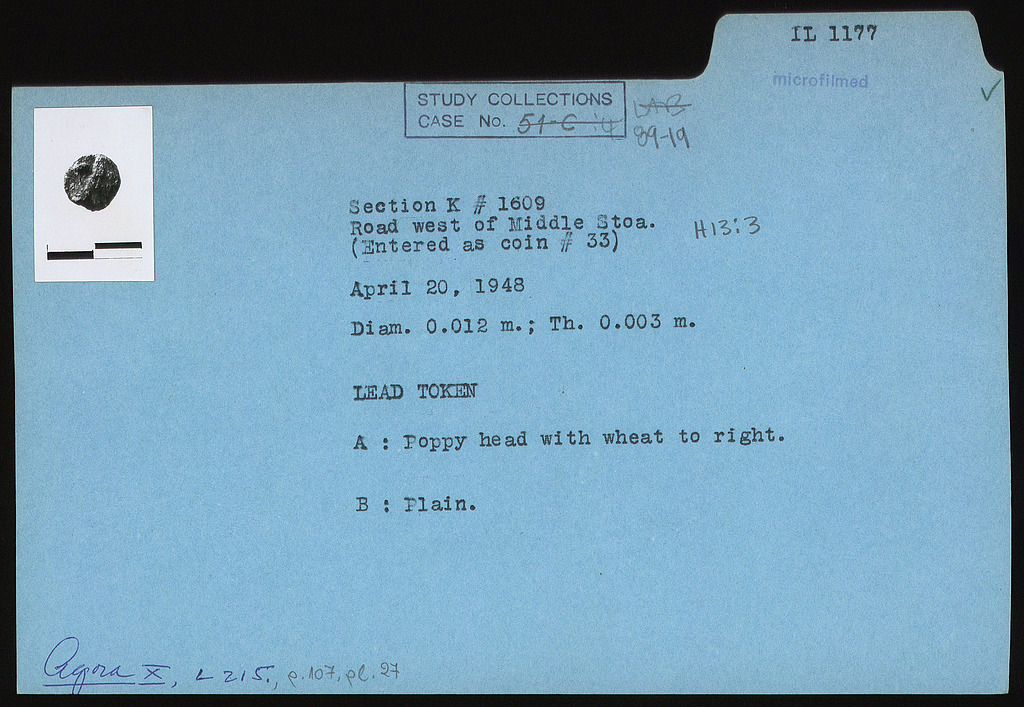 IL 1177
microfilmed
✓
STUDY COLLECTIONS
CASE No. 51-C
LAB
89-19
Section K # 1609
Road west of Middle Stoa.
H13:3
(Entered as coin # 33)
April 20, 1948
Diam. 0.012 m.; Th. 0.003 m.
LEAD TOKEN
A : Poppy head with wheat to right.
B : Plain.
Agora X, L 215, p.107, pl. 27